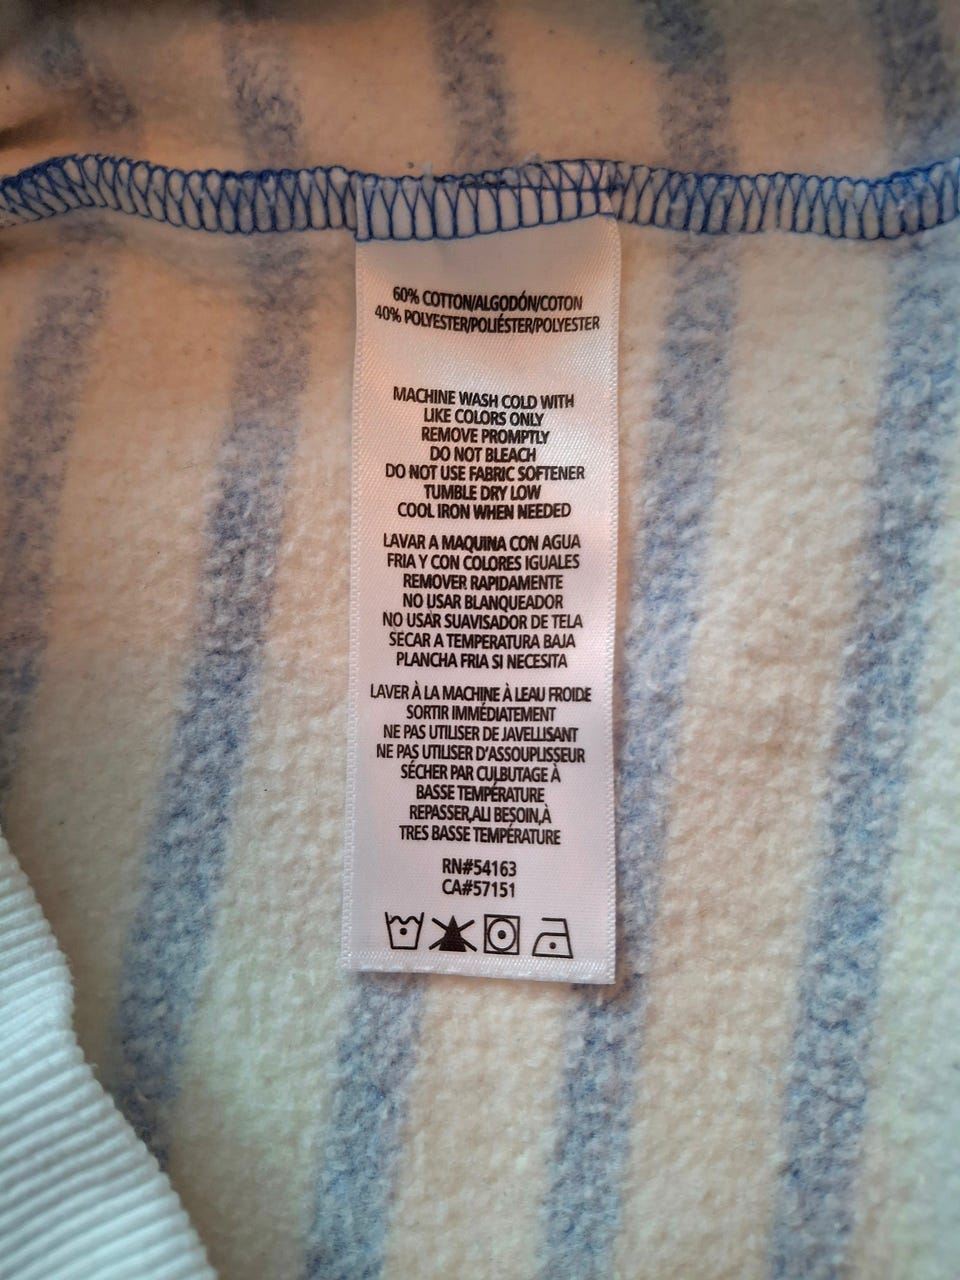 60% COTTON/ALGODÓN/COTON
40% POLYESTER/POLIÉSTER/POLYESTER
MACHINE WASH COLD WITH
LIKE COLORS ONLY
REMOVE PROMPTLY
DO NOT BLEACH
DO NOT USE FABRIC SOFTENER
TUMBLE DRY LOW
COOL IRON WHEN NEEDED
LAVAR A MAQUINA CON AGUA
FRIA Y CON COLORES IGUALES
REMOVER RAPIDAMENTE
NO USAR BLANQUEADOR
NO USAR SUAVISADOR DE TELA
SECAR A TEMPERATURA BAJA
PLANCHA FRIA SI NECESITA
LAVER À LA MACHINE À LEAU FROIDE
SORTIR IMMÉDIATEMENT
NE PAS UTILISER DE JAVELLISANT
NE PAS UTILISER D'ASSOUPLISSEUR
SÉCHER PAR CULBUTAGE À
BASSE TEMPÉRATURE
REPASSER,ALI BESOIN,À
TRES BASSE TEMPÉRATURE
RN#54163
CA#57151